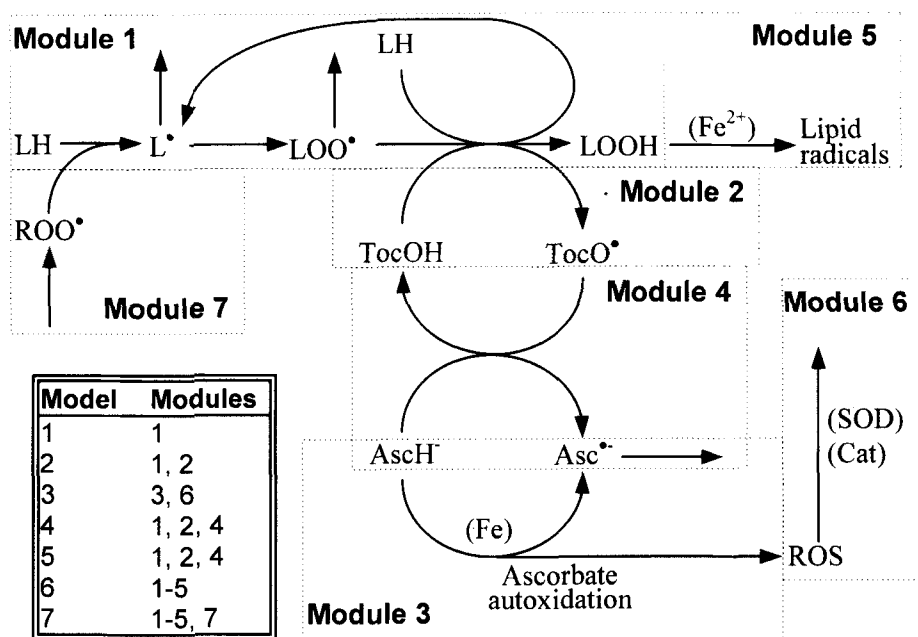 Module 1
LH
Module 5
LH
L•
LOO•
LOOH
(Fe2+)
Lipid
radicals
Module 2
ROO•
TocOH
TocO•
Module 7
Module 4
Module 6
Model Modules
1 1
2 1, 2
3 3, 6
4 1, 2, 4
5 1, 2, 4
6 1-5
7 1-5, 7
(SOD)
(Cat)
AscH-
Asc•-
(Fe)
ROS
Ascorbate
autoxidation
Module 3